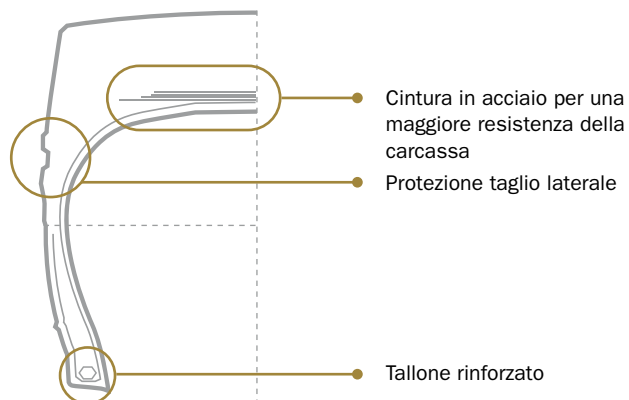 Cintura in acciaio per una
maggiore resistenza della
carcassa
Protezione taglio laterale
Tallone rinforzato